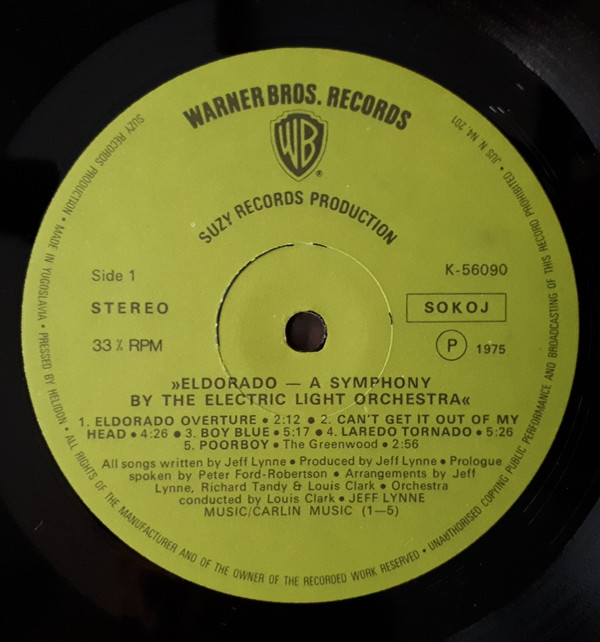 WARNER BROS. RECORDS
WB
®
SUZY RECORDS PRODUCTION
Side 1
K-56090
STEREO
SOKOJ
33 ⅓ RPM
P 1975
»ELDORADO — A SYMPHONY
BY THE ELECTRIC LIGHT ORCHESTRA«
1. ELDORADO OVERTURE • 2:12 • 2. CAN'T GET IT OUT OF MY
HEAD • 4:26 • 3. BOY BLUE • 5:17 • 4. LAREDO TORNADO • 5:26
5. POORBOY • The Greenwood • 2:56
All songs written by Jeff Lynne • Produced by Jeff Lynne • Prologue
spoken by Peter Ford-Robertson • Arrangements by Jeff
Lynne, Richard Tandy & Louis Clark • Orchestra
conducted by Louis Clark • JEFF LYNNE
MUSIC/CARLIN MUSIC (1—5)
SUZY RECORDS PRODUCTION • MADE IN YUGOSLAVIA • PRESSED BY HELIDON • ALL RIGHTS OF THE MANUFACTURER AND OF THE OWNER OF THE RECORDED WORK RESERVED • UNAUTHORISED COPYING PUBLIC PERFORMANCE AND BROADCASTING OF THIS RECORD PROHIBITED • JUS N. N4. 201